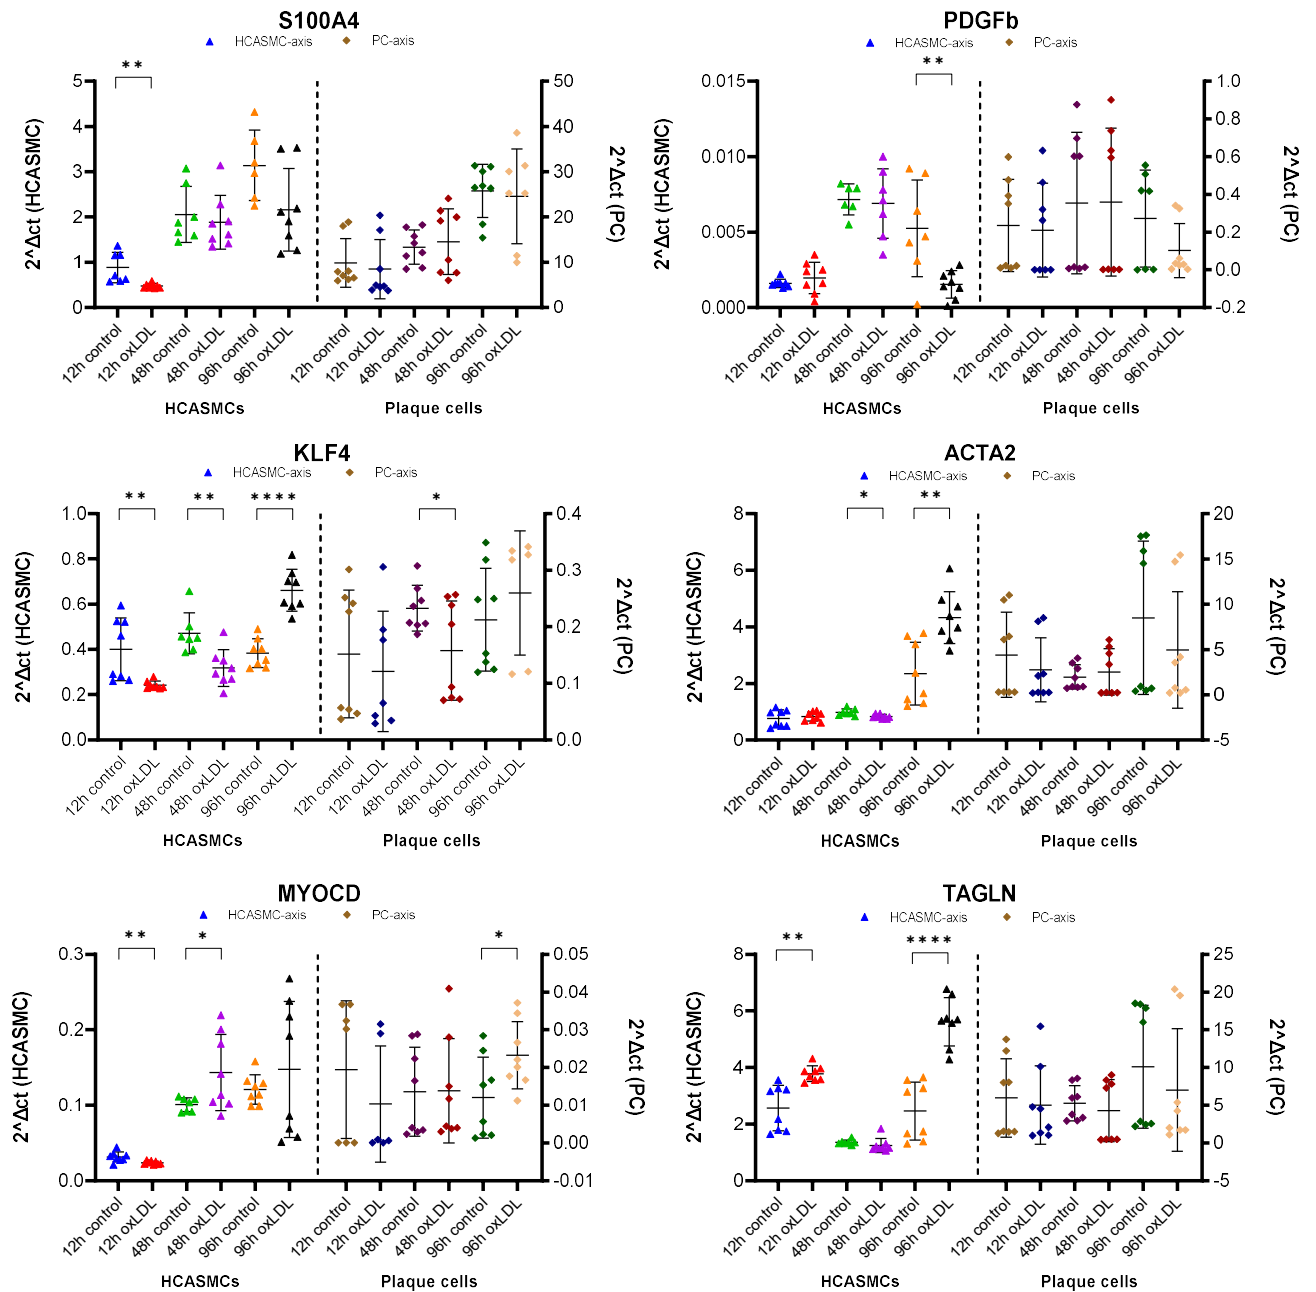 S100A4
HCASMC-axis PC-axis
**
2^Δct (HCASMC)
5
4
3
2
1
0
50
40
30
20
10
0
2^Δct (PC)
12h control
12h oxLDL
48h control
48h oxLDL
96h control
96h oxLDL
12h control
12h oxLDL
48h control
48h oxLDL
96h control
96h oxLDL
HCASMCs Plaque cells
PDGFb
HCASMC-axis PC-axis
**
2^Δct (HCASMC)
0.015
0.010
0.005
0.000
1.0
0.8
0.6
0.4
0.2
0.0
-0.2
2^Δct (PC)
12h control
12h oxLDL
48h control
48h oxLDL
96h control
96h oxLDL
12h control
12h oxLDL
48h control
48h oxLDL
96h control
96h oxLDL
HCASMCs Plaque cells
KLF4
HCASMC-axis PC-axis
** ** **** *
2^Δct (HCASMC)
1.0
0.8
0.6
0.4
0.2
0.0
0.4
0.3
0.2
0.1
0.0
2^Δct (PC)
12h control
12h oxLDL
48h control
48h oxLDL
96h control
96h oxLDL
12h control
12h oxLDL
48h control
48h oxLDL
96h control
96h oxLDL
HCASMCs Plaque cells
ACTA2
HCASMC-axis PC-axis
* **
2^Δct (HCASMC)
8
6
4
2
0
20
15
10
5
0
-5
2^Δct (PC)
12h control
12h oxLDL
48h control
48h oxLDL
96h control
96h oxLDL
12h control
12h oxLDL
48h control
48h oxLDL
96h control
96h oxLDL
HCASMCs Plaque cells
MYOCD
HCASMC-axis PC-axis
** * *
2^Δct (HCASMC)
0.3
0.2
0.1
0.0
0.05
0.04
0.03
0.02
0.01
0.00
-0.01
2^Δct (PC)
12h control
12h oxLDL
48h control
48h oxLDL
96h control
96h oxLDL
12h control
12h oxLDL
48h control
48h oxLDL
96h control
96h oxLDL
HCASMCs Plaque cells
TAGLN
HCASMC-axis PC-axis
** ****
2^Δct (HCASMC)
8
6
4
2
0
25
20
15
10
5
0
-5
2^Δct (PC)
12h control
12h oxLDL
48h control
48h oxLDL
96h control
96h oxLDL
12h control
12h oxLDL
48h control
48h oxLDL
96h control
96h oxLDL
HCASMCs Plaque cells